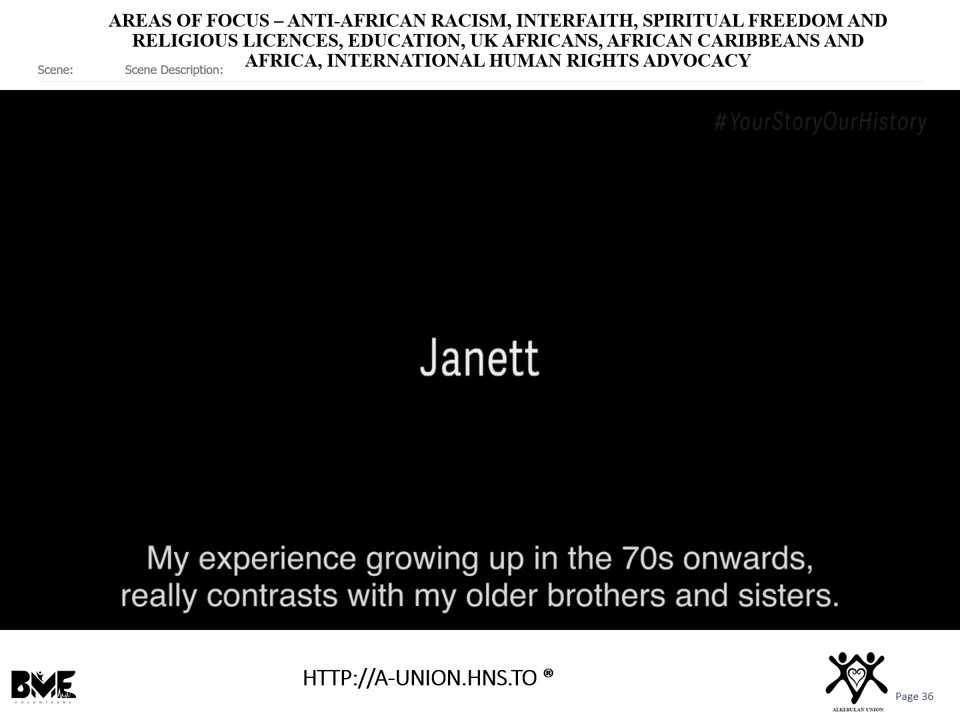 AREAS OF FOCUS – ANTI-AFRICAN RACISM, INTERFAITH, SPIRITUAL FREEDOM AND
RELIGIOUS LICENCES, EDUCATION, UK AFRICANS, AFRICAN CARIBBEANS AND
AFRICA, INTERNATIONAL HUMAN RIGHTS ADVOCACY
Scene: Scene Description:
#YourStoryOurHistory
Janett
My experience growing up in the 70s onwards,
really contrasts with my older brothers and sisters.
HTTP://A-UNION.HNS.TO ®
BME
VOLUNTEERS
ALKEBULAN UNION
Page 36